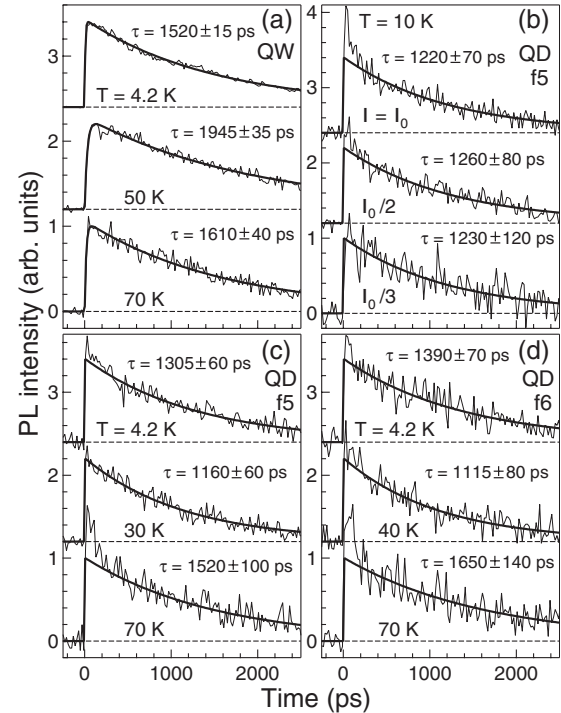 (a)
τ = 1520±15 ps
QW
T = 4.2 K
τ = 1945±35 ps
50 K
τ = 1610±40 ps
70 K
3
2
1
0
(b)
T = 10 K
τ = 1220±70 ps
QD
f5
I = I0
τ = 1260±80 ps
I0/2
τ = 1230±120 ps
I0/3
4
3
2
1
0
PL intensity (arb. units)
(c)
τ = 1305±60 ps
QD
f5
T = 4.2 K
τ = 1160±60 ps
30 K
τ = 1520±100 ps
70 K
3
2
1
0
0 1000 2000
(d)
τ = 1390±70 ps
QD
f6
T = 4.2 K
τ = 1115±80 ps
40 K
τ = 1650±140 ps
70 K
3
2
1
0
0 1000 2000
Time (ps)